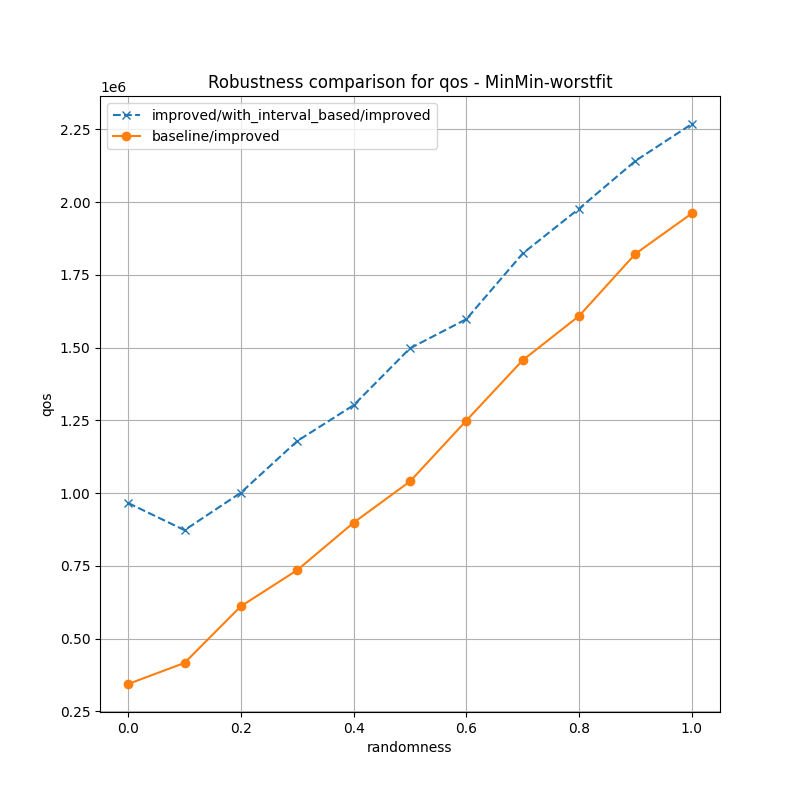 Robustness comparison for qos - MinMin-worstfit
1e6
improved/with_interval_based/improved
baseline/improved
2.25
2.00
1.75
1.50
1.25
1.00
0.75
0.50
0.25
qos
0.0 0.2 0.4 0.6 0.8 1.0
randomness